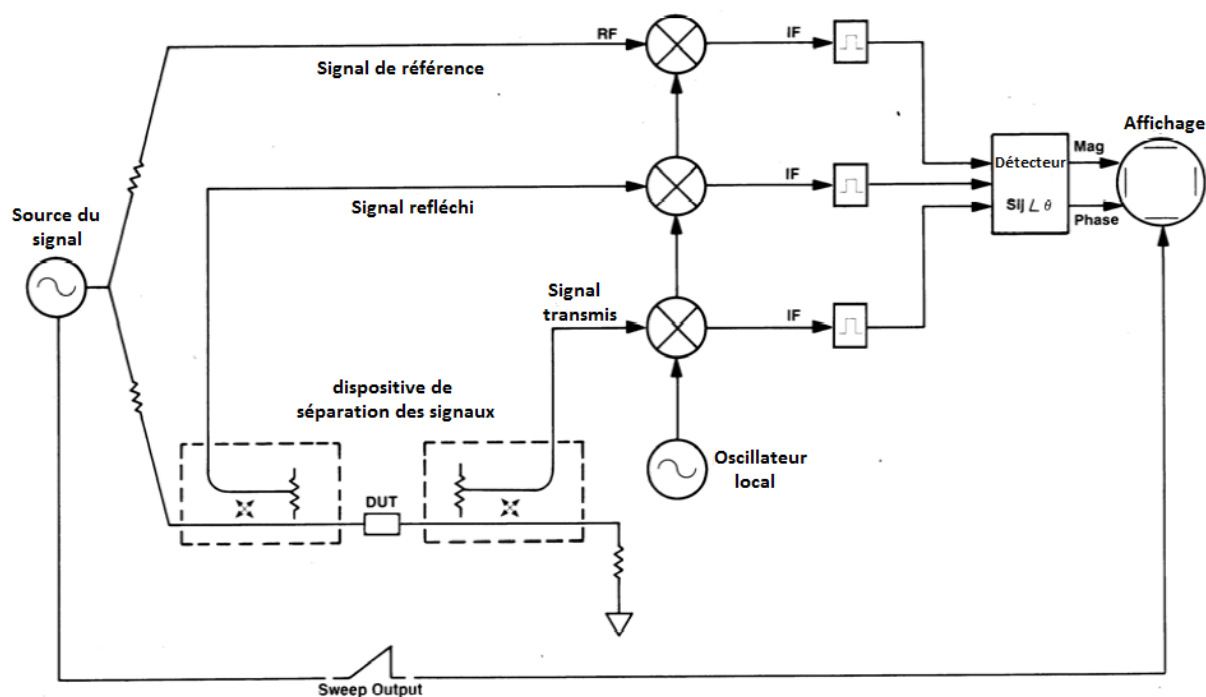 RF
IF
Signal de référence
Affichage
Mag
Détecteur
IF
Signal refléchi
SIJ ∠ θ
Phase
Source du
signal
Signal
transmis
IF
dispositive de
séparation des signaux
Oscillateur
local
DUT
Sweep Output